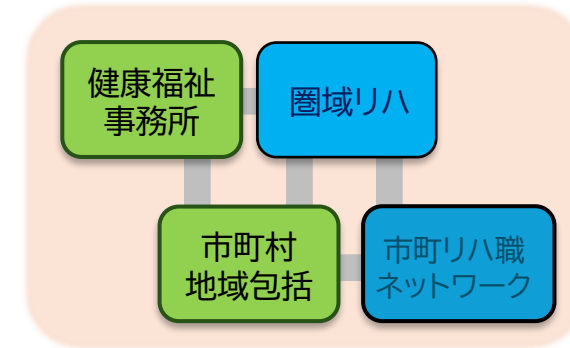 健康福祉
事務所
圏域リハ
市町村
地域包括
市町リハ職
ネットワーク